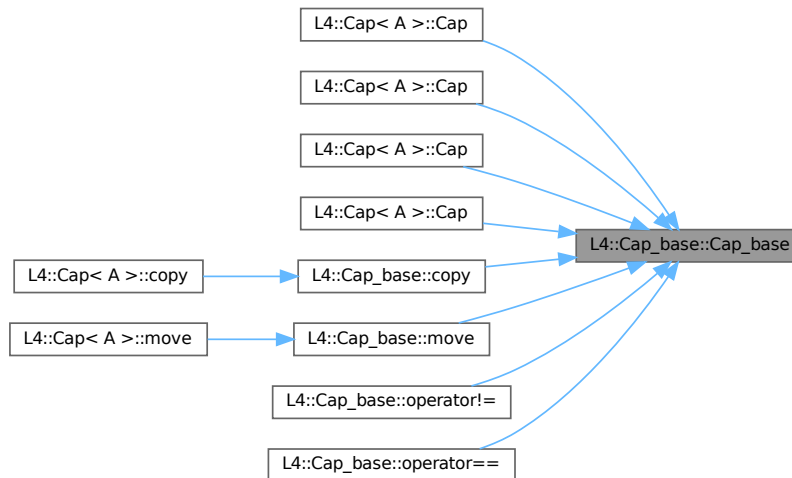 L4::Cap< A >::Cap
L4::Cap< A >::Cap
L4::Cap< A >::Cap
L4::Cap< A >::Cap
L4::Cap_base::Cap_base
L4::Cap< A >::copy
L4::Cap_base::copy
L4::Cap< A >::move
L4::Cap_base::move
L4::Cap_base::operator!=
L4::Cap_base::operator==